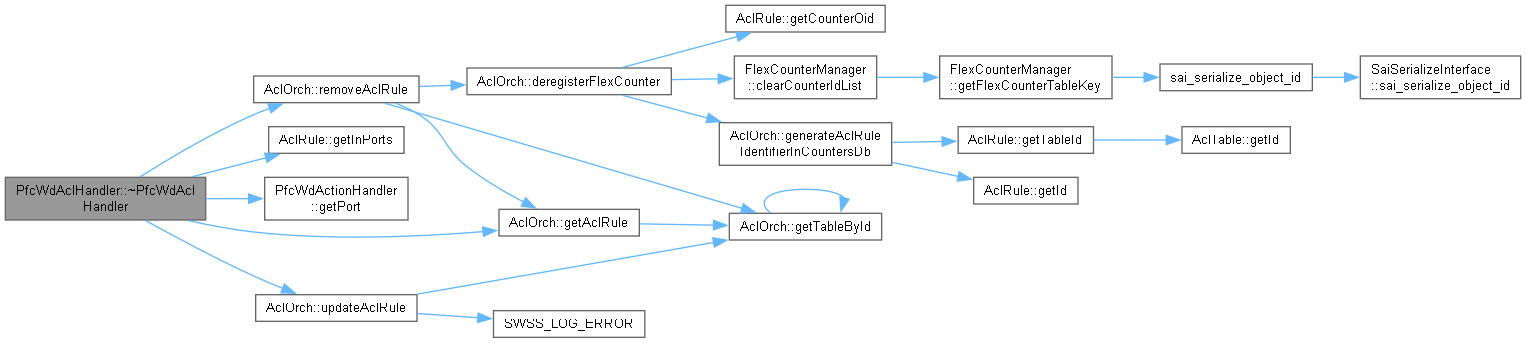 AclRule::getCounterOid
FlexCounterManager
::clearCounterIdList
FlexCounterManager
::getFlexCounterTableKey
sai_serialize_object_id
SaiSerializeInterface
::sai_serialize_object_id
AclOrch::removeAclRule
AclOrch::deregisterFlexCounter
AclRule::getInPorts
AclOrch::generateAclRule
IdentifierInCountersDb
AclRule::getTableId
AclTable::getId
PfcWdAclHandler::~PfcWdAcl
Handler
PfcWdActionHandler
::getPort
AclRule::getId
AclOrch::getAclRule
AclOrch::getTableById
AclOrch::updateAclRule
SWSS_LOG_ERROR